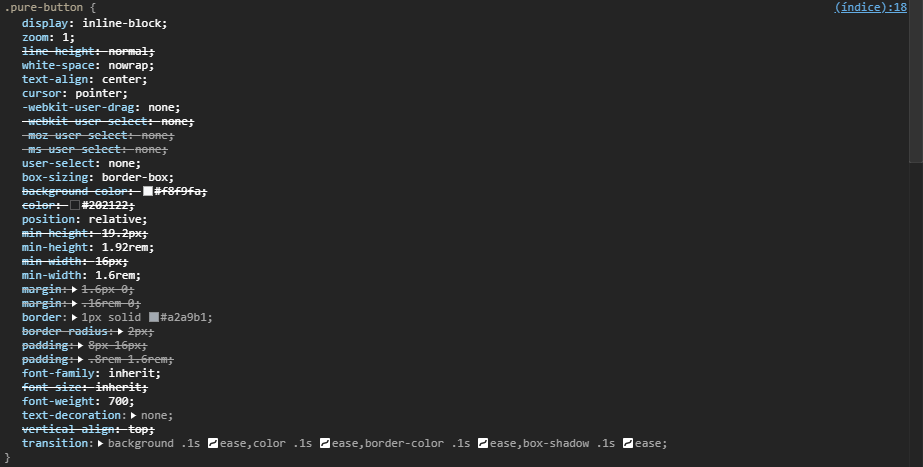 .pure-button { (índice):18
display: inline-block;
zoom: 1;
line-height: normal;
white-space: nowrap;
text-align: center;
cursor: pointer;
-webkit-user-drag: none;
-webkit-user-select: none;
-moz-user-select: none;
-ms-user-select: none;
user-select: none;
box-sizing: border-box;
background-color: #f8f9fa;
color: #202122;
position: relative;
min-height: 19.2px;
min-height: 1.92rem;
min-width: 16px;
min-width: 1.6rem;
margin: 1.6px 0;
margin: .16rem 0;
border: 1px solid #a2a9b1;
border-radius: 2px;
padding: 8px 16px;
padding: .8rem 1.6rem;
font-family: inherit;
font-size: inherit;
font-weight: 700;
text-decoration: none;
vertical-align: top;
transition: background .1s ease,color .1s ease,border-color .1s ease,box-shadow .1s ease;
}